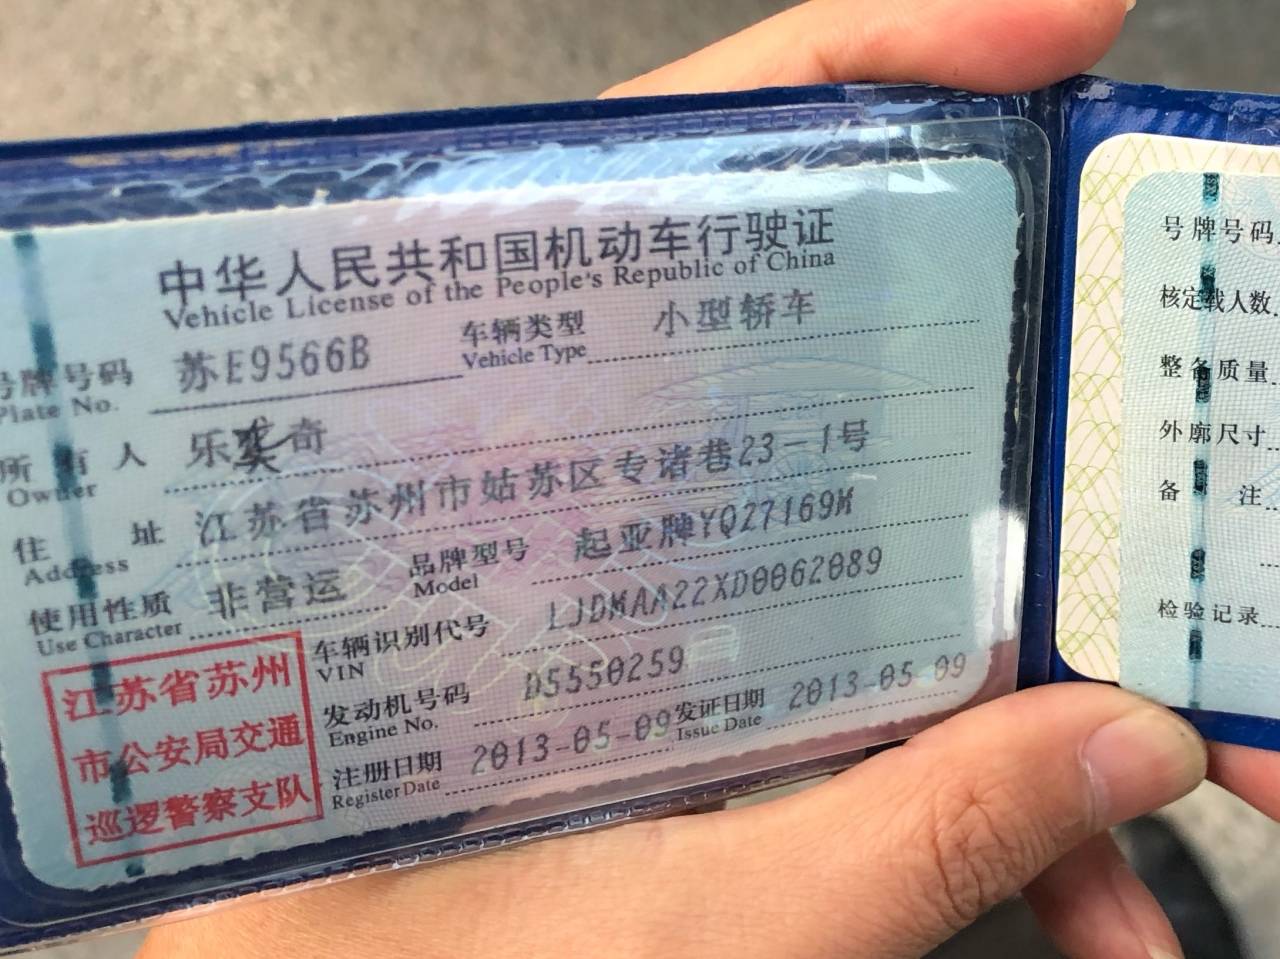 中华人民共和国机动车行驶证
Vehicle License of the People's Republic of China
号牌号码 苏E9566B 车辆类型 小型轿车
Plate No. Vehicle Type
所有人 乐 奇
Owner
住址 江苏省苏州市姑苏区专诸巷23-1号
Address
使用性质 非营运 品牌型号 起亚牌YQZ7169M
Use Character Model
车辆识别代号 LJDMAA22XD0062089
VIN
发动机号码 D5550259
Engine No.
注册日期 2013-05-09 发证日期 2013-05-09
Register Date Issue Date
江苏省苏州
市公安局交通
巡逻警察支队
号牌号码
核定载人数
整备质量
外廓尺寸
备注
检验记录